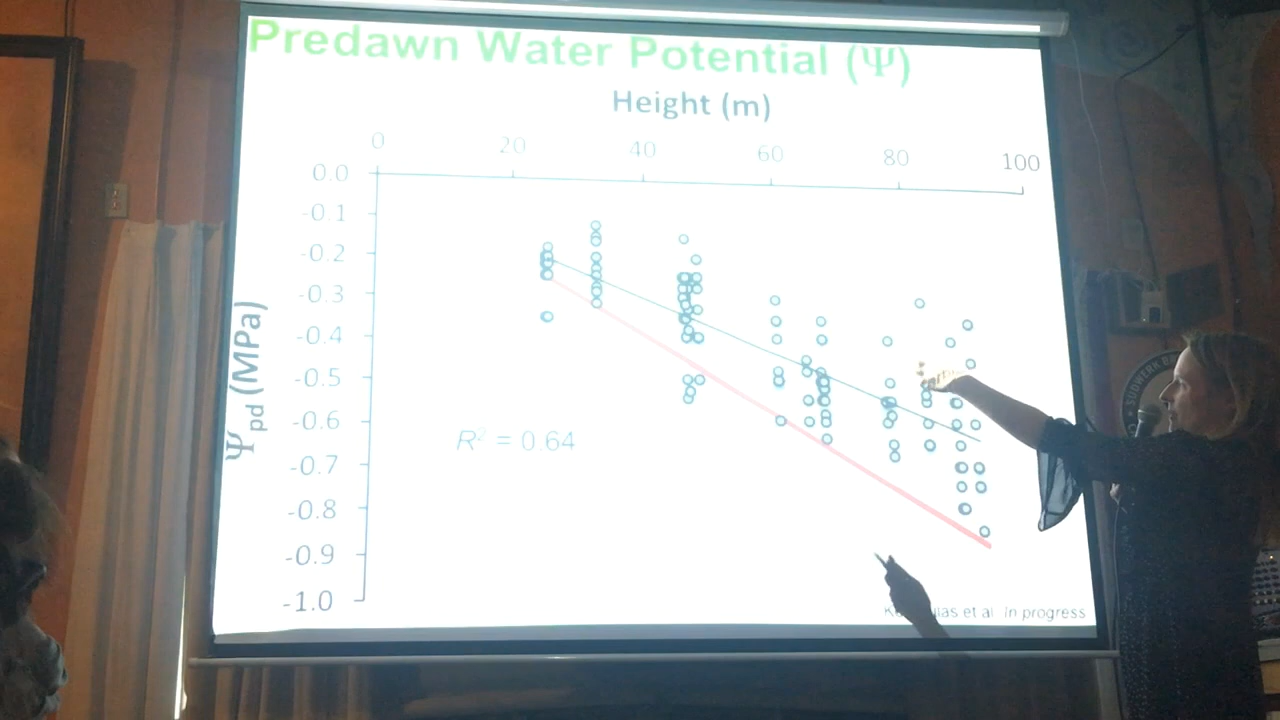 Predawn Water Potential (Ψ)
Height (m)
0 20 40 60 80 100
0.0
-0.1
-0.2
-0.3
-0.4
-0.5
-0.6
-0.7
-0.8
-0.9
-1.0
Ψpd (MPa)
R² = 0.64
et al In progress
SUDWERK